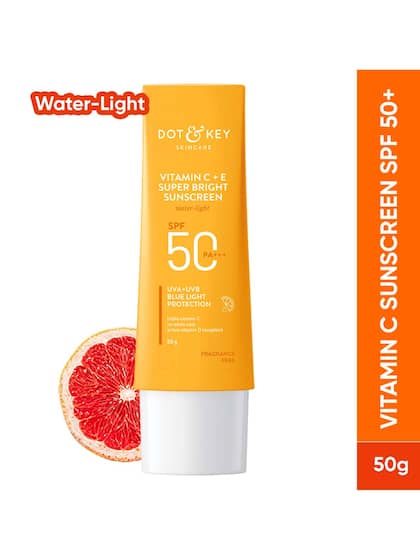 Water-Light
DOT & KEY
SKINCARE
VITAMIN C + E
SUPER BRIGHT
SUNSCREEN
water-light
SPF
50
PA+++
UVA+UVB
BLUE LIGHT
PROTECTION
50 g
FRAGRANCE
FREE
VITAMIN C SUNSCREEN SPF 50+
50g